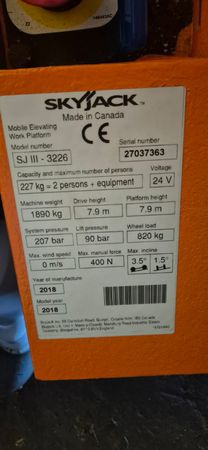 SKYJACK™
Made in Canada
Mobile Elevating
Work Platform
CE
Model number
Serial number
SJ III - 3226
27037363
Capacity and maximum number of persons
Voltage
227 kg = 2 persons + equipment
24 V
Machine weight
Drive height
Platform height
1890 kg
7.9 m
7.9 m
System pressure
Lift pressure
Wheel load
207 bar
90 bar
820 kg
Max. wind speed
Max. manual force
Max. incline
0 m/s
400 N
3.5°
1.5°
Year of manufacture
2018
Model year
2018